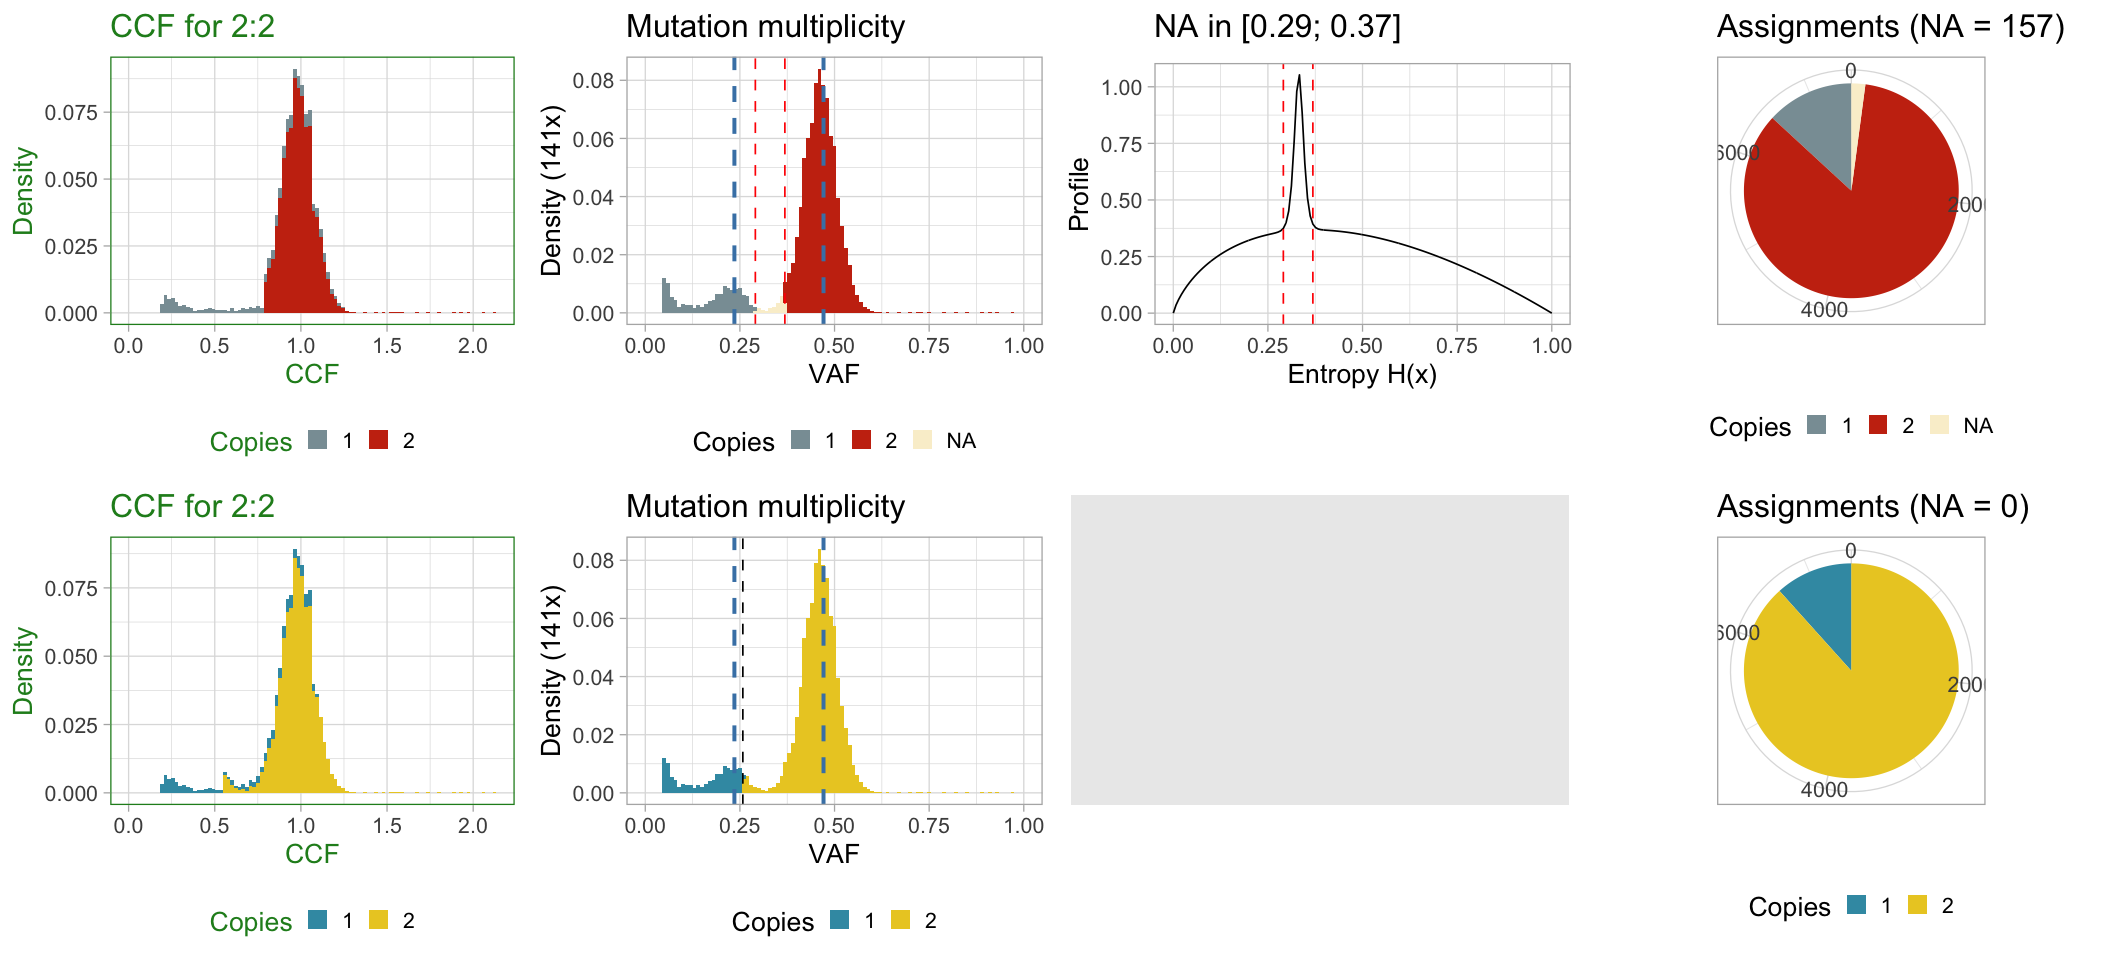 CCF for 2:2
Density
0.075
0.050
0.025
0.000
0.0 0.5 1.0 1.5 2.0
CCF
Copies 1 2
Mutation multiplicity
Density (141x)
0.08
0.06
0.04
0.02
0.00
0.00 0.25 0.50 0.75 1.00
VAF
Copies 1 2 NA
NA in [0.29; 0.37]
Profile
1.00
0.75
0.50
0.25
0.00
0.00 0.25 0.50 0.75 1.00
Entropy H(x)
Assignments (NA = 157)
0
6000
2000
4000
Copies 1 2 NA
CCF for 2:2
Density
0.075
0.050
0.025
0.000
0.0 0.5 1.0 1.5 2.0
CCF
Copies 1 2
Mutation multiplicity
Density (141x)
0.08
0.06
0.04
0.02
0.00
0.00 0.25 0.50 0.75 1.00
VAF
Copies 1 2
Assignments (NA = 0)
0
6000
2000
4000
Copies 1 2